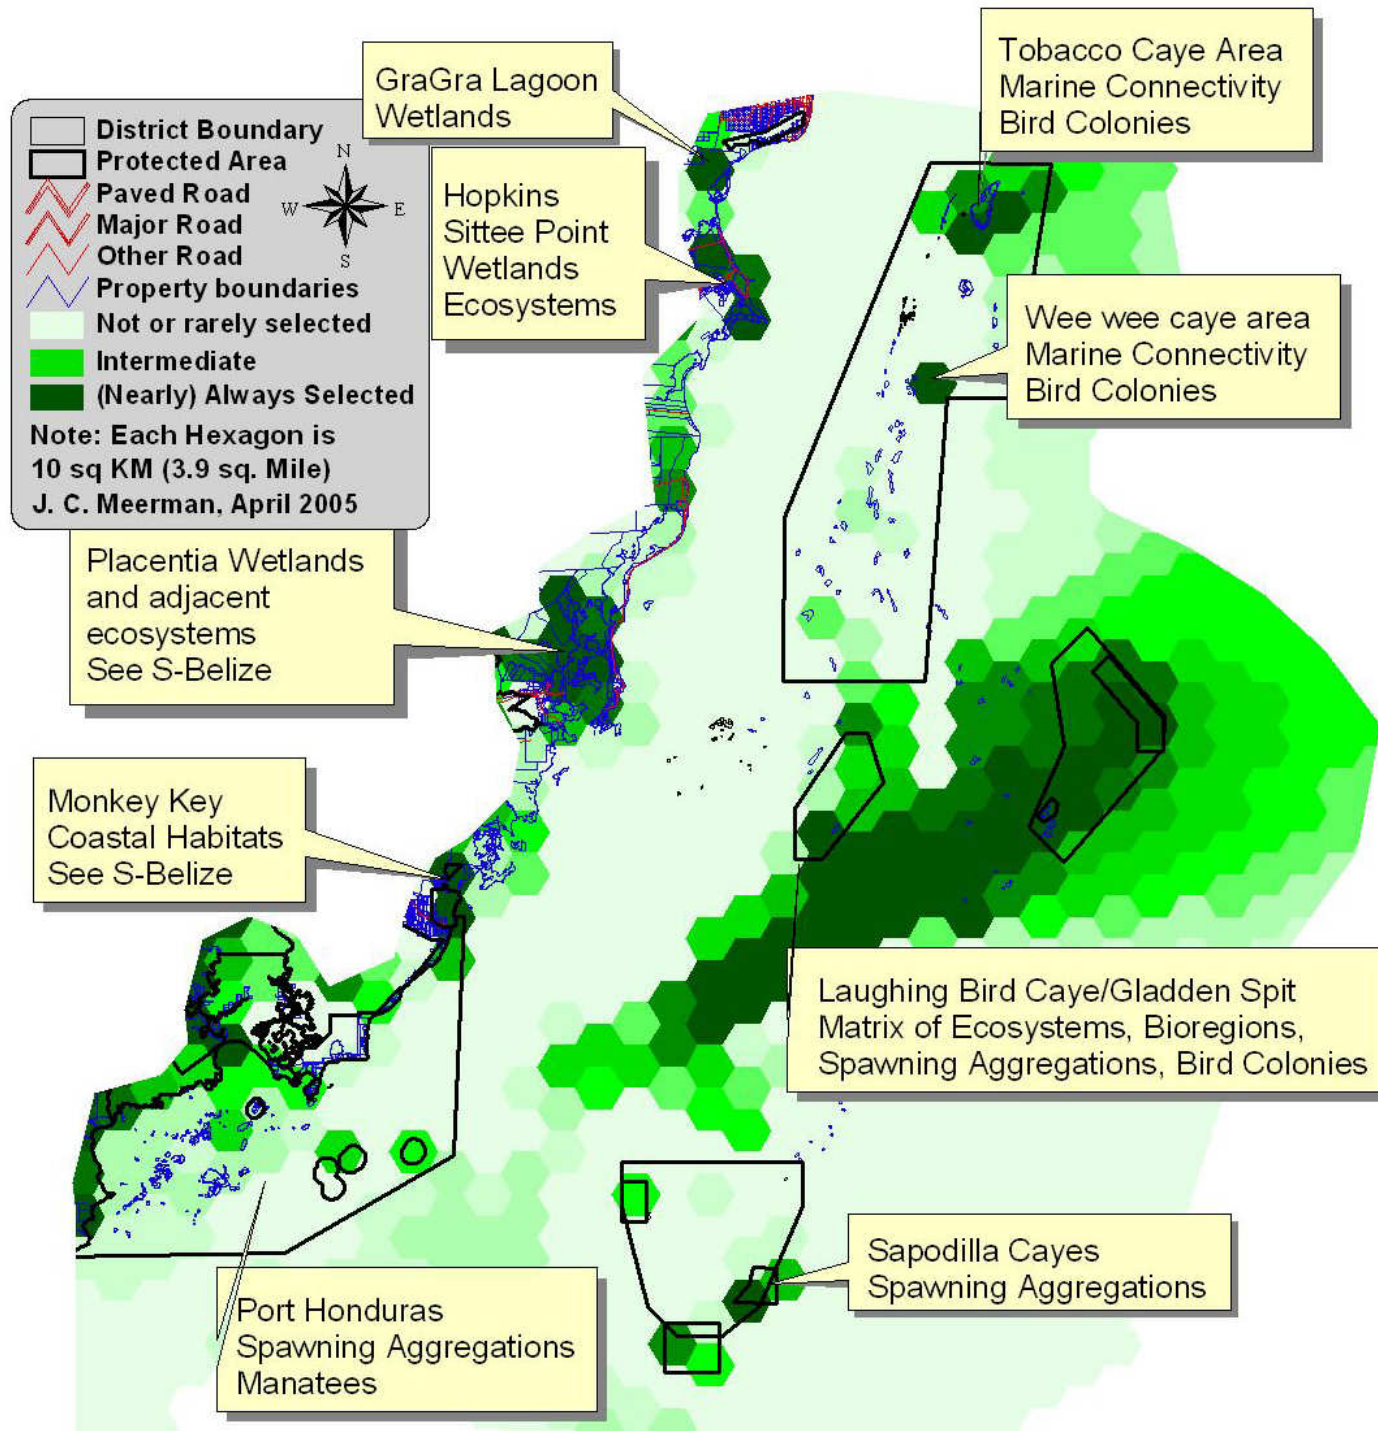 GraGra Lagoon
Wetlands
Tobacco Caye Area
Marine Connectivity
Bird Colonies
District Boundary
Protected Area
Paved Road
Major Road
Other Road
Property boundaries
Not or rarely selected
Intermediate
(Nearly) Always Selected
Note: Each Hexagon is
10 sq KM (3.9 sq. Mile)
J. C. Meerman, April 2005
N
W
E
S
Hopkins
Sittee Point
Wetlands
Ecosystems
Wee wee caye area
Marine Connectivity
Bird Colonies
Placentia Wetlands
and adjacent
ecosystems
See S-Belize
Monkey Key
Coastal Habitats
See S-Belize
Laughing Bird Caye/Gladden Spit
Matrix of Ecosystems, Bioregions,
Spawning Aggregations, Bird Colonies
Sapodilla Cayes
Spawning Aggregations
Port Honduras
Spawning Aggregations
Manatees